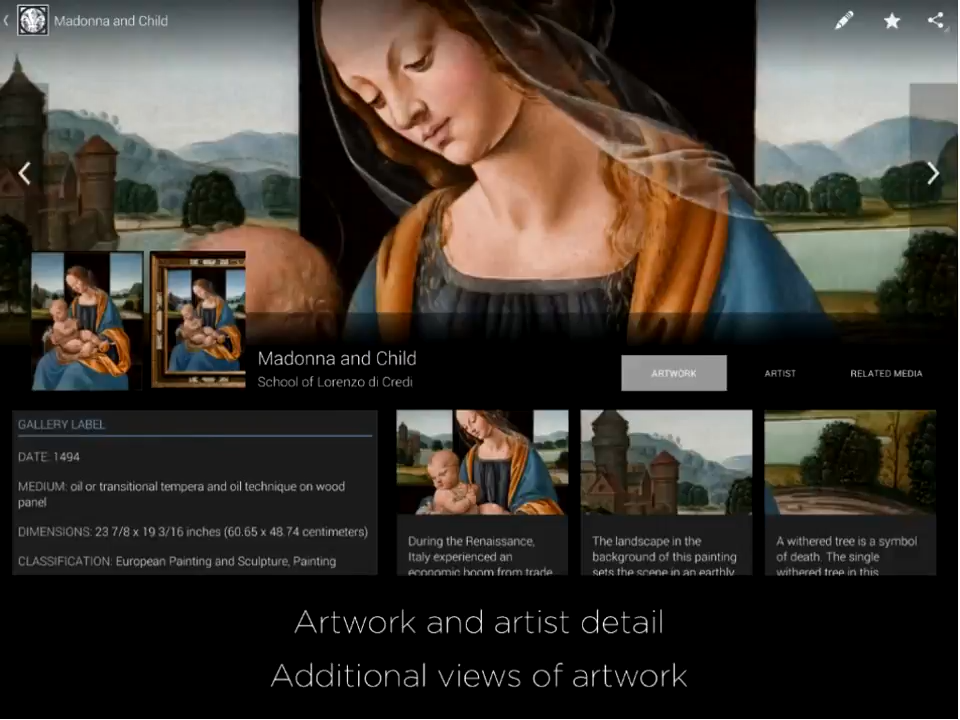 Madonna and Child
Madonna and Child
School of Lorenzo di Credi
ARTWORK
ARTIST
RELATED MEDIA
GALLERY LABEL
DATE: 1494
MEDIUM: oil or transitional tempera and oil technique on wood
panel
DIMENSIONS: 23 7/8 x 19 3/16 inches (60.65 x 48.74 centimeters)
CLASSIFICATION: European Painting and Sculpture, Painting
During the Renaissance,
Italy experienced an
economic boom from trade
The landscape in the
background of this painting
sets the scene in an earthly
A withered tree is a symbol
of death. The single
withered tree in this
Artwork and artist detail
Additional views of artwork